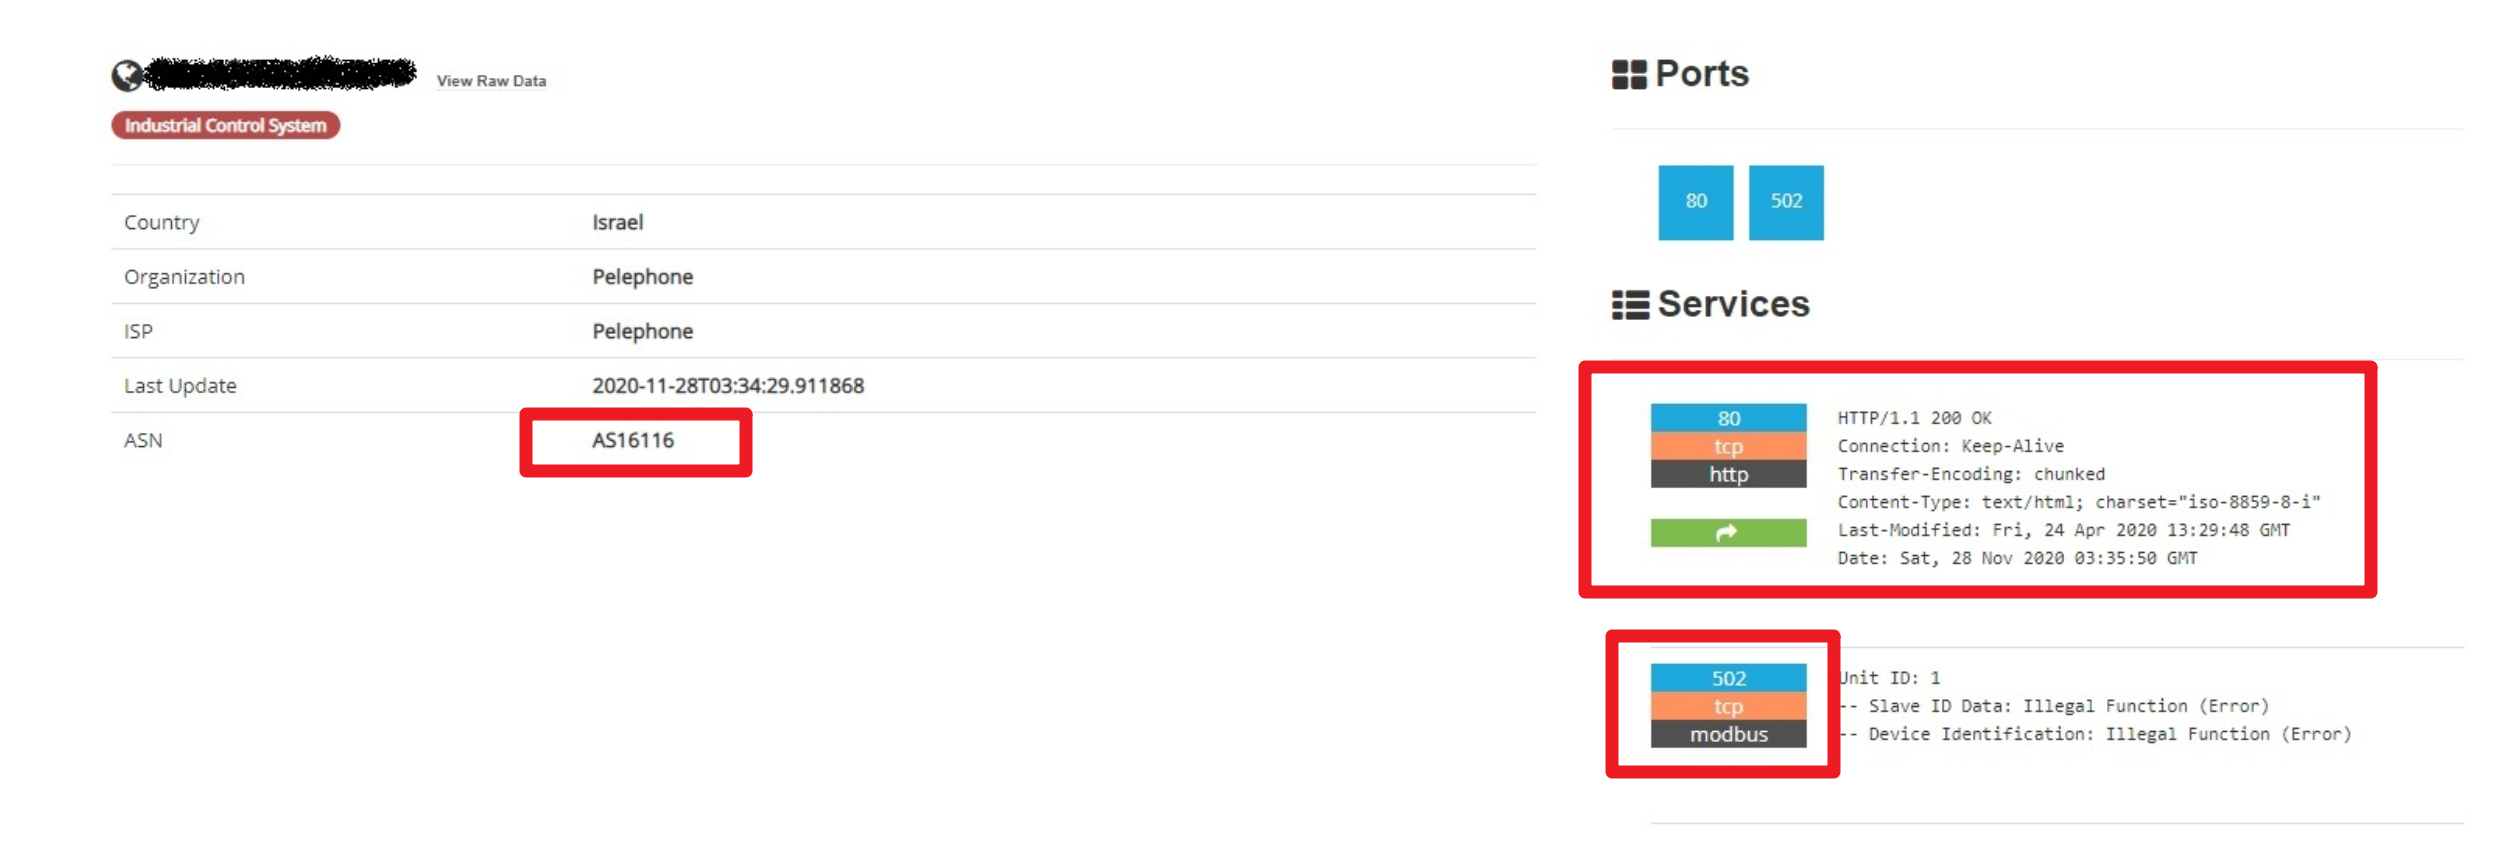 View Raw Data
Industrial Control System
Country Israel
Organization Pelephone
ISP Pelephone
Last Update 2020-11-28T03:34:29.911868
ASN AS16116
Ports
80 502
Services
80
tcp
http
HTTP/1.1 200 OK
Connection: Keep-Alive
Transfer-Encoding: chunked
Content-Type: text/html; charset="iso-8859-8-i"
Last-Modified: Fri, 24 Apr 2020 13:29:48 GMT
Date: Sat, 28 Nov 2020 03:35:50 GMT
502
tcp
modbus
Unit ID: 1
-- Slave ID Data: Illegal Function (Error)
-- Device Identification: Illegal Function (Error)